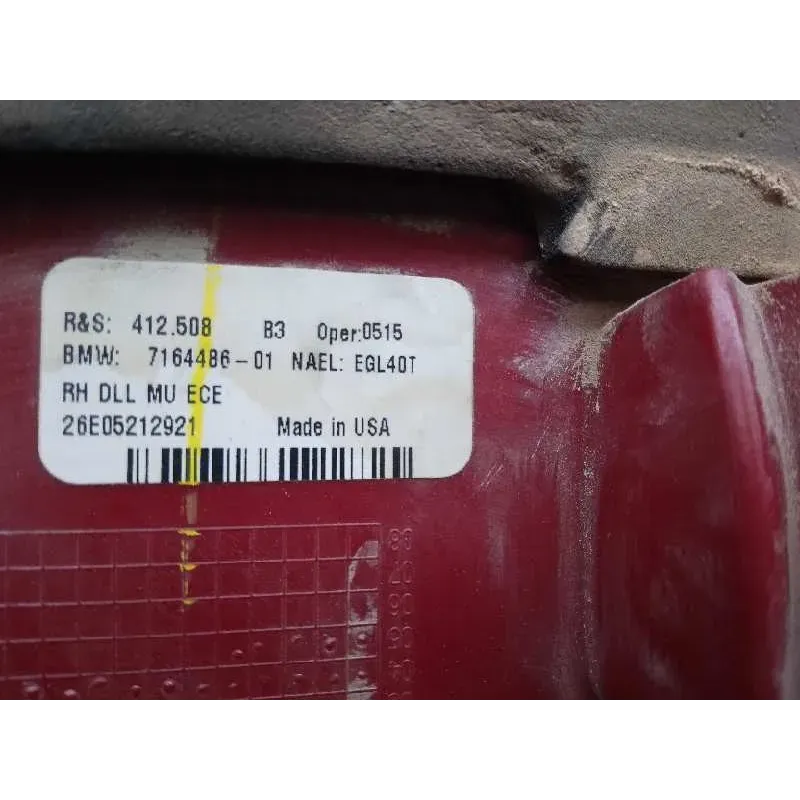 R&S: 412.508 B3 Oper:0515
BMW: 7164486-01 NAEL: EGL40T
RH DLL MU ECE
26E05212921 Made in USA